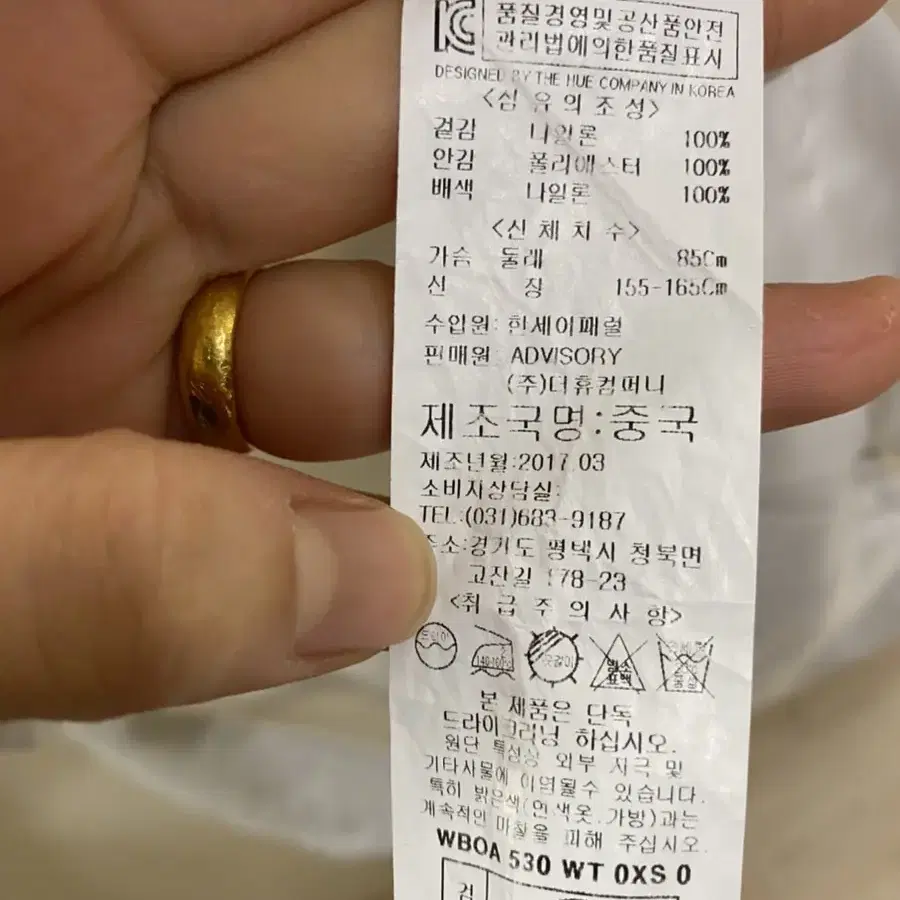 품질경영및공산품안전
관리법에의한품질표시
DESIGNED BY THE HUE COMPANY IN KOREA
<섬 유 의 조 성>
겉감 나일론 100%
안감 폴리에스터 100%
배색 나일론 100%
<신 체 치 수>
가슴 둘레 85Cm
신 장 155-165Cm
수입원: 한세이패럴
판매원: ADVISORY
(주)더휴컴퍼니
제조국명:중국
제조년월:2017.03
소비자상담실:
TEL:(031)683-9187
주소:경기도 평택시 청북면
고잔길 178-23
<취 급 주 의 사 항>
드라이
염소
표백
본 제품은 단독
드라이크리닝 하십시오.
원단 특성상 외부 자극 및
기타사물에 이염될수 있습니다.
특히 밝은색(흰색옷,가방)과는
계속적인 마찰을 피해 주십시오.
WBOA 530 WT 0XS 0
검